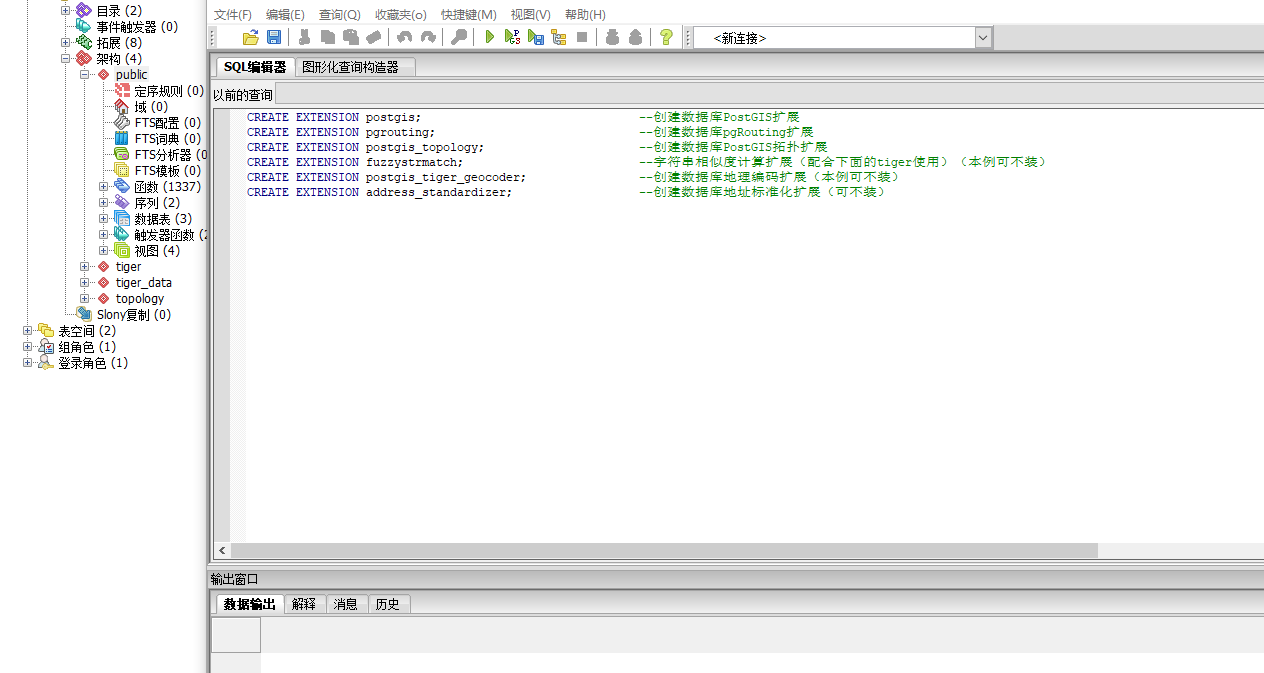 目录 (2)
事件触发器 (0)
拓展 (8)
架构 (4)
public
定序规则 (0)
域 (0)
FTS配置 (0)
FTS词典 (0)
FTS分析器 (0
FTS模板 (0)
函数 (1337)
序列 (2)
数据表 (3)
触发器函数 (2
视图 (4)
tiger
tiger_data
topology
Slony复制 (0)
表空间 (2)
组角色 (1)
登录角色 (1)
文件(F) 编辑(E) 查询(Q) 收藏夹(o) 快捷键(M) 视图(V) 帮助(H)
<新连接>
SQL编辑器 图形化查询构造器
以前的查询
CREATE EXTENSION postgis; --创建数据库PostGIS扩展
CREATE EXTENSION pgrouting; --创建数据库pgRouting扩展
CREATE EXTENSION postgis_topology; --创建数据库PostGIS拓扑扩展
CREATE EXTENSION fuzzystrmatch; --字符串相似度计算扩展（配合下面的tiger使用）（本例可不装）
CREATE EXTENSION postgis_tiger_geocoder; --创建数据库地理编码扩展（本例可不装）
CREATE EXTENSION address_standardizer; --创建数据库地址标准化扩展（可不装）
输出窗口
数据输出 解释 消息 历史